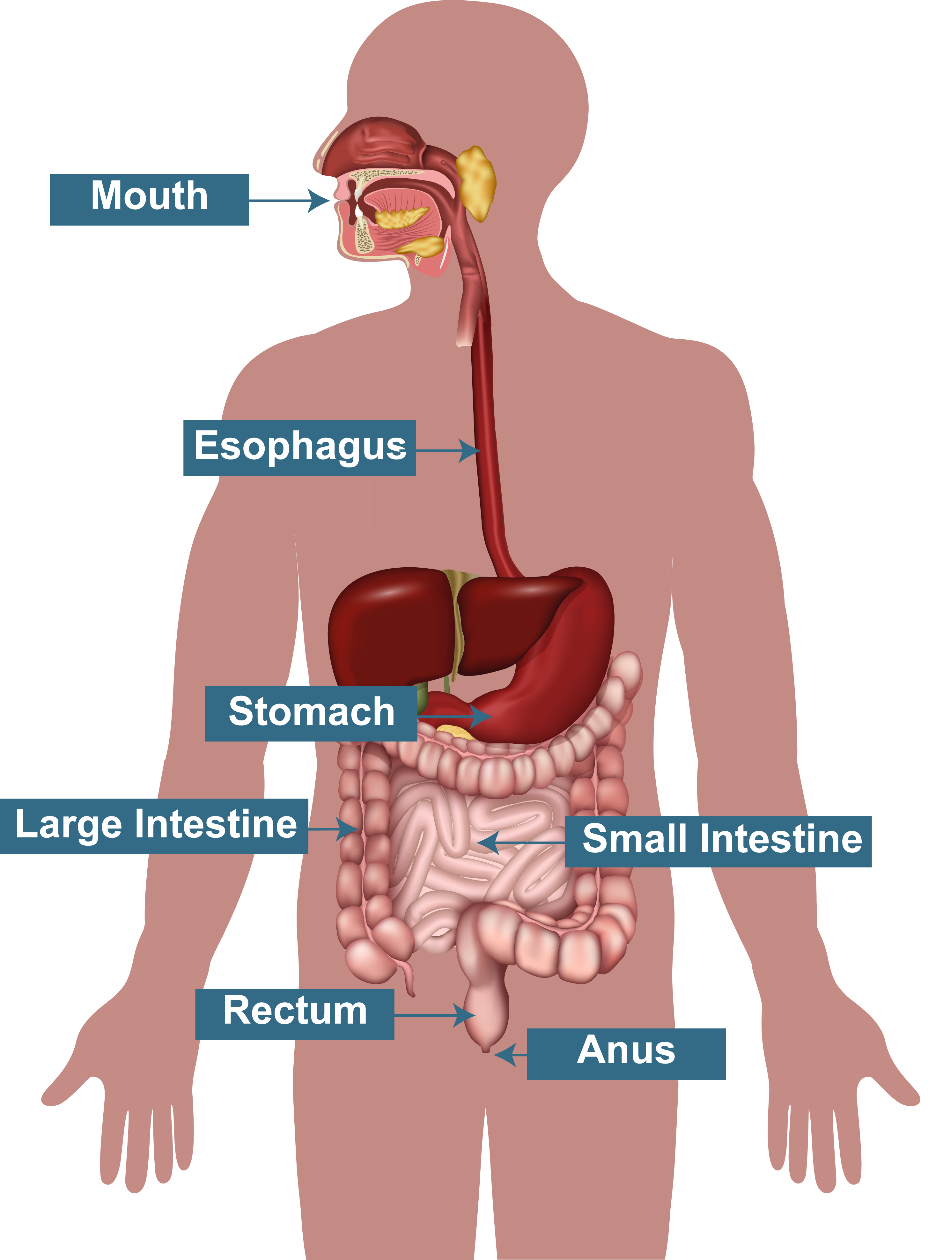 Mouth
Esophagus
Stomach
Large Intestine
Small Intestine
Rectum
Anus